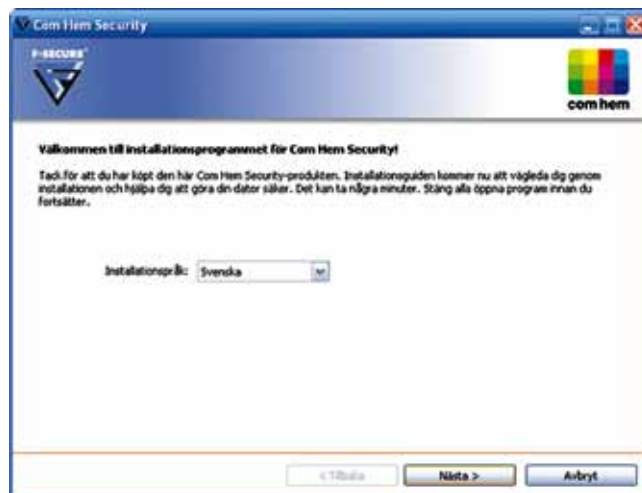 Com Hem Security
F-SECURE
com hem
Välkommen till installationsprogrammet för Com Hem Security!
Tack för att du har köpt den här Com Hem Security-produkten. Installationsguiden kommer nu att vägleda dig genom
installationen och hjälpa dig att göra din dator säker. Det kan ta några minuter. Stäng alla öppna program innan du
fortsätter.
Installationspråk: Svenska
< Tillbaka Nästa > Avbryt